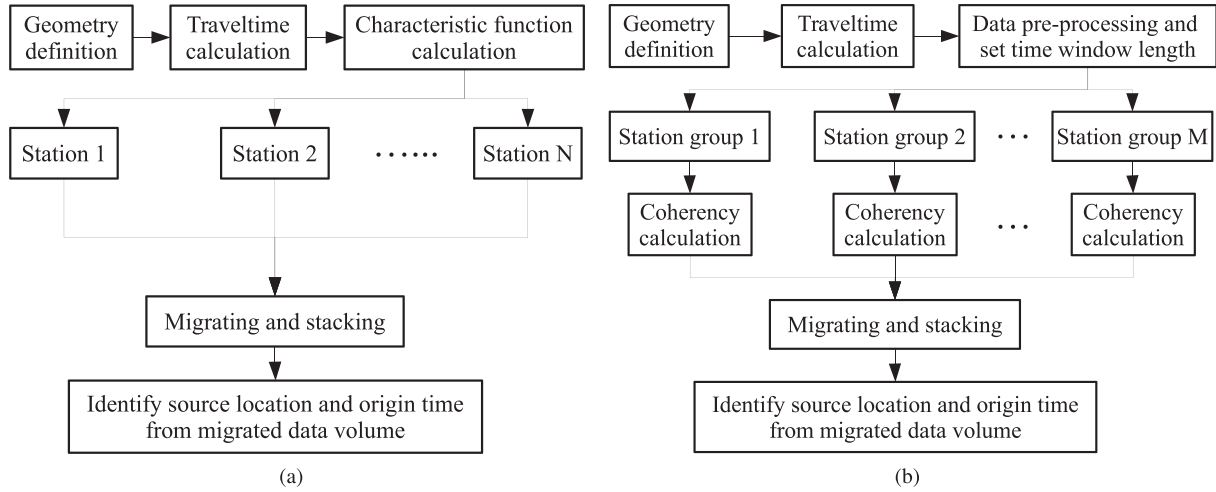 Geometry
definition
Traveltime
calculation
Characteristic function
calculation
Station 1
Station 2
.......
Station N
Migrating and stacking
Identify source location and origin time
from migrated data volume
(a)
Geometry
definition
Traveltime
calculation
Data pre-processing and
set time window length
Station group 1
Station group 2
...
Station group M
Coherency
calculation
Coherency
calculation
...
Coherency
calculation
Migrating and stacking
Identify source location and origin time
from migrated data volume
(b)